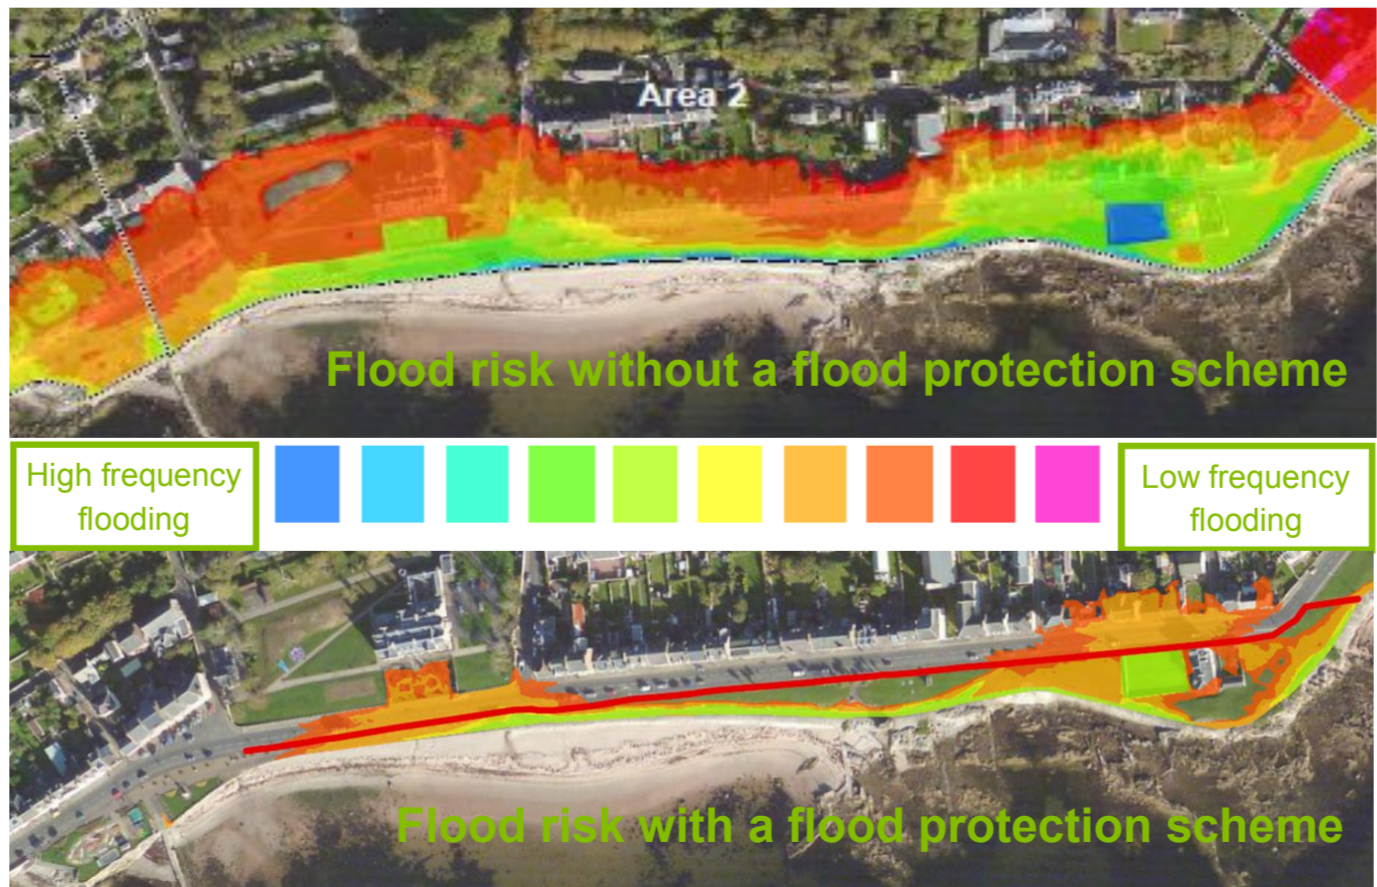 Area 2
Flood risk without a flood protection scheme
High frequency
flooding
Low frequency
flooding
Flood risk with a flood protection scheme